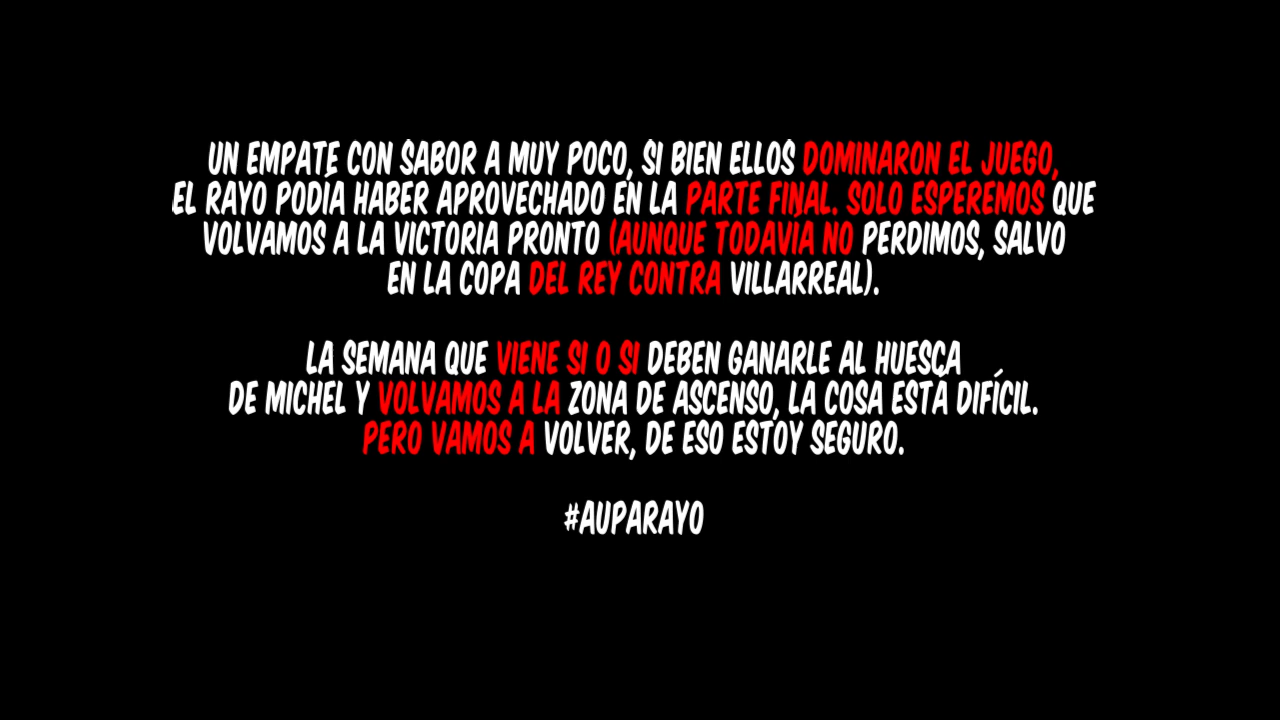 UN EMPATE CON SABOR A MUY POCO, SI BIEN ELLOS DOMINARON EL JUEGO,
EL RAYO PODÍA HABER APROVECHADO EN LA PARTE FINAL. SOLO ESPEREMOS QUE
VOLVAMOS A LA VICTORIA PRONTO (AUNQUE TODAVÍA NO PERDIMOS, SALVO
EN LA COPA DEL REY CONTRA VILLARREAL).
LA SEMANA QUE VIENE SI O SI DEBEN GANARLE AL HUESCA
DE MICHEL Y VOLVAMOS A LA ZONA DE ASCENSO, LA COSA ESTÁ DIFÍCIL.
PERO VAMOS A VOLVER, DE ESO ESTOY SEGURO.
#AUPARAYO